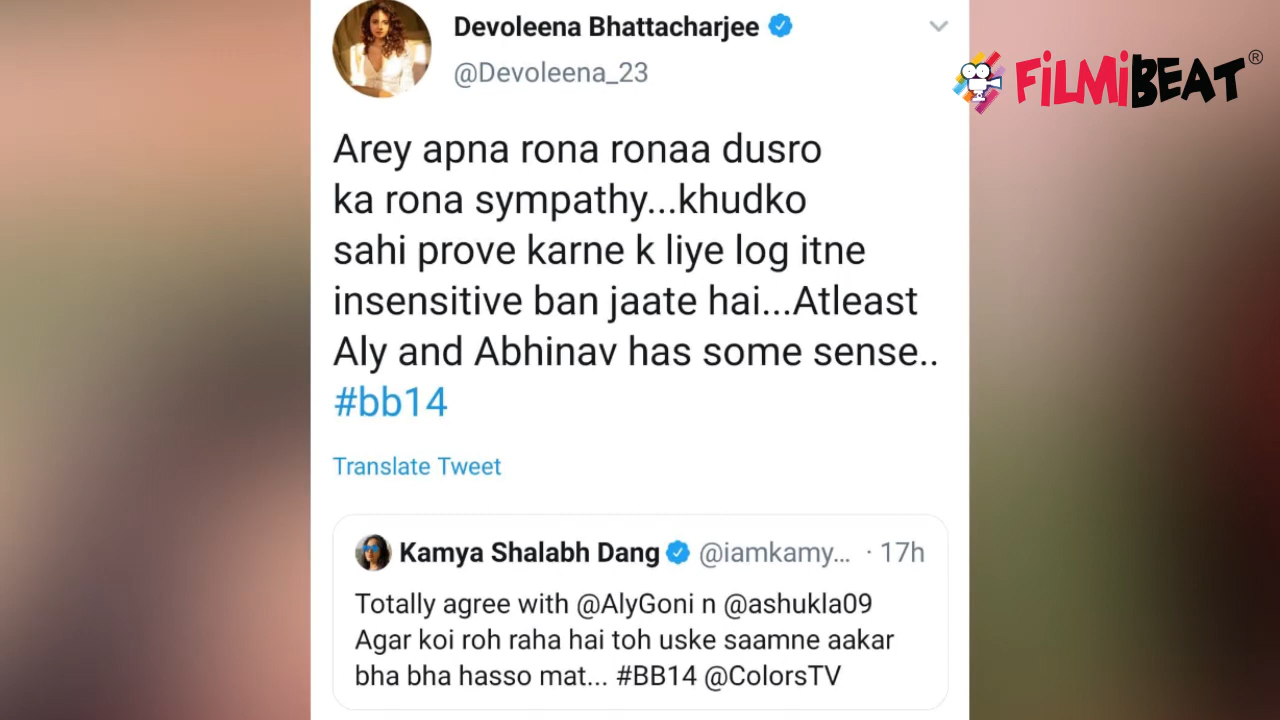 Devoleena Bhattacharjee
@Devoleena_23
FiLMiBEAT®
Arey apna rona ronaa dusro
ka rona sympathy...khudko
sahi prove karne k liye log itne
insensitive ban jaate hai...Atleast
Aly and Abhinav has some sense..
#bb14
Translate Tweet
Kamya Shalabh Dang @iamkamy... · 17h
Totally agree with @AlyGoni n @ashukla09
Agar koi roh raha hai toh uske saamne aakar
bha bha hasso mat... #BB14 @ColorsTV